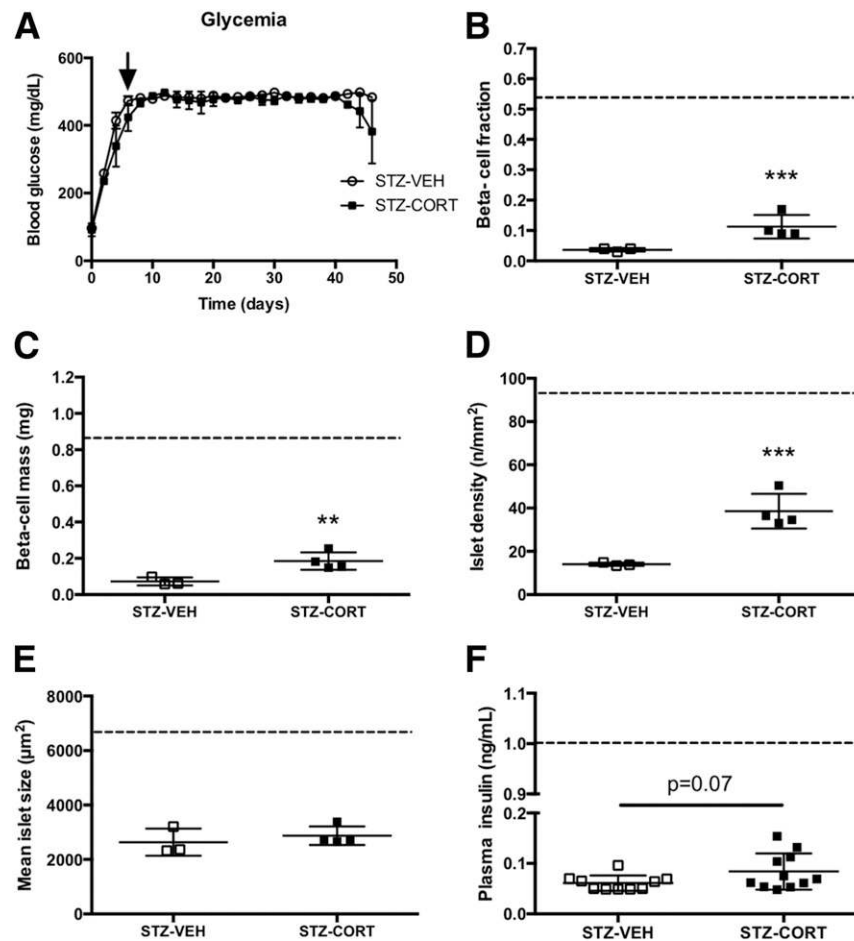 A
Glycemia
Blood glucose (mg/dL)
600
400
200
0
0 10 20 30 40 50
Time (days)
STZ-VEH
STZ-CORT
B
Beta- cell fraction
0.7
0.6
0.5
0.4
0.3
0.2
0.1
0.0
***
STZ-VEH STZ-CORT
C
Beta-cell mass (mg)
1.2
1.0
0.8
0.6
0.4
0.2
0.0
**
STZ-VEH STZ-CORT
D
Islet density (n/mm²)
100
80
60
40
20
0
***
STZ-VEH STZ-CORT
E
Mean islet size (µm²)
8000
6000
4000
2000
0
STZ-VEH STZ-CORT
F
Plasma insulin (ng/mL)
1.1
1.0
0.9
0.2
0.1
0.0
p=0.07
STZ-VEH STZ-CORT